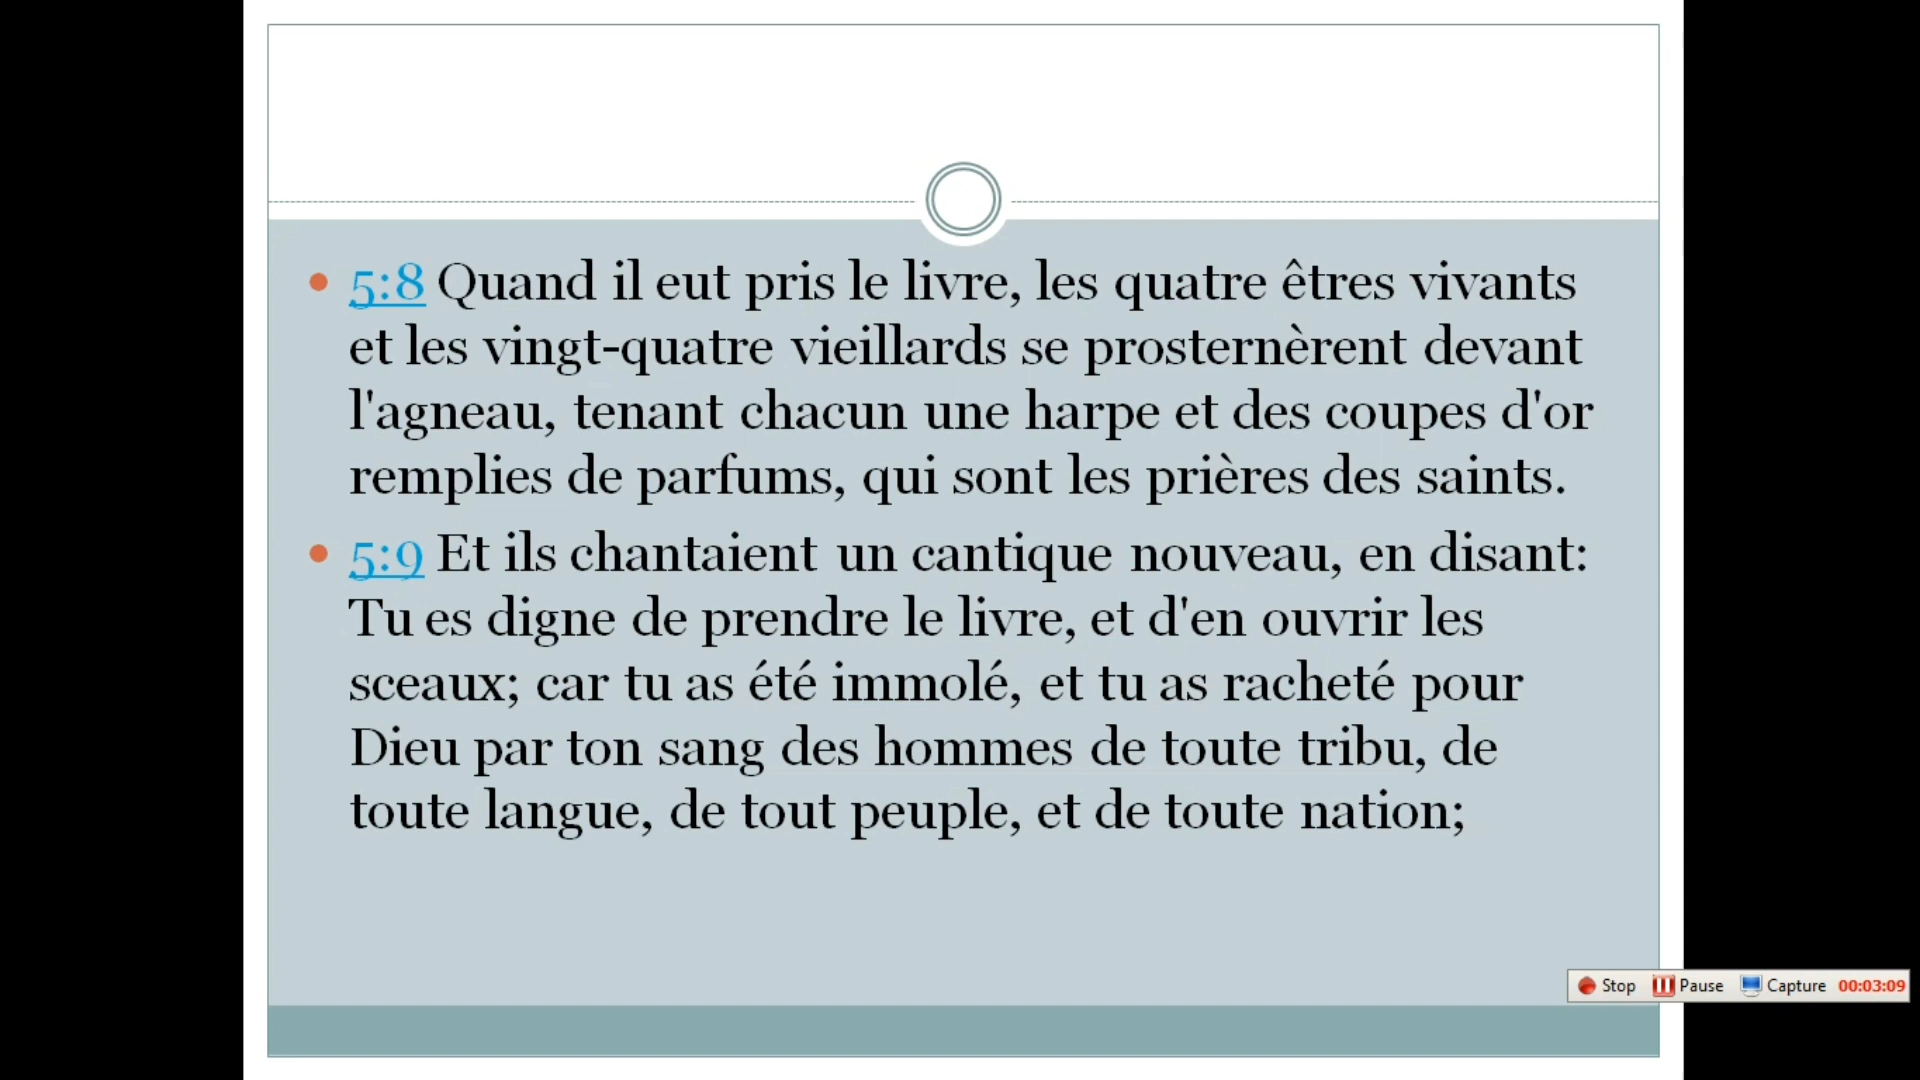 5:8 Quand il eut pris le livre, les quatre êtres vivants
et les vingt-quatre vieillards se prosternèrent devant
l'agneau, tenant chacun une harpe et des coupes d'or
remplies de parfums, qui sont les prières des saints.
5:9 Et ils chantaient un cantique nouveau, en disant:
Tu es digne de prendre le livre, et d'en ouvrir les
sceaux; car tu as été immolé, et tu as racheté pour
Dieu par ton sang des hommes de toute tribu, de
toute langue, de tout peuple, et de toute nation;
Stop Pause Capture 00:03:09